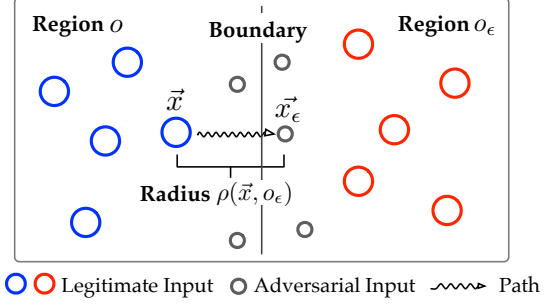 Region o
Boundary
Region o_ϵ
x⃗
x⃗_ϵ
Radius ρ(x⃗, o_ϵ)
Legitimate Input
Adversarial Input
Path